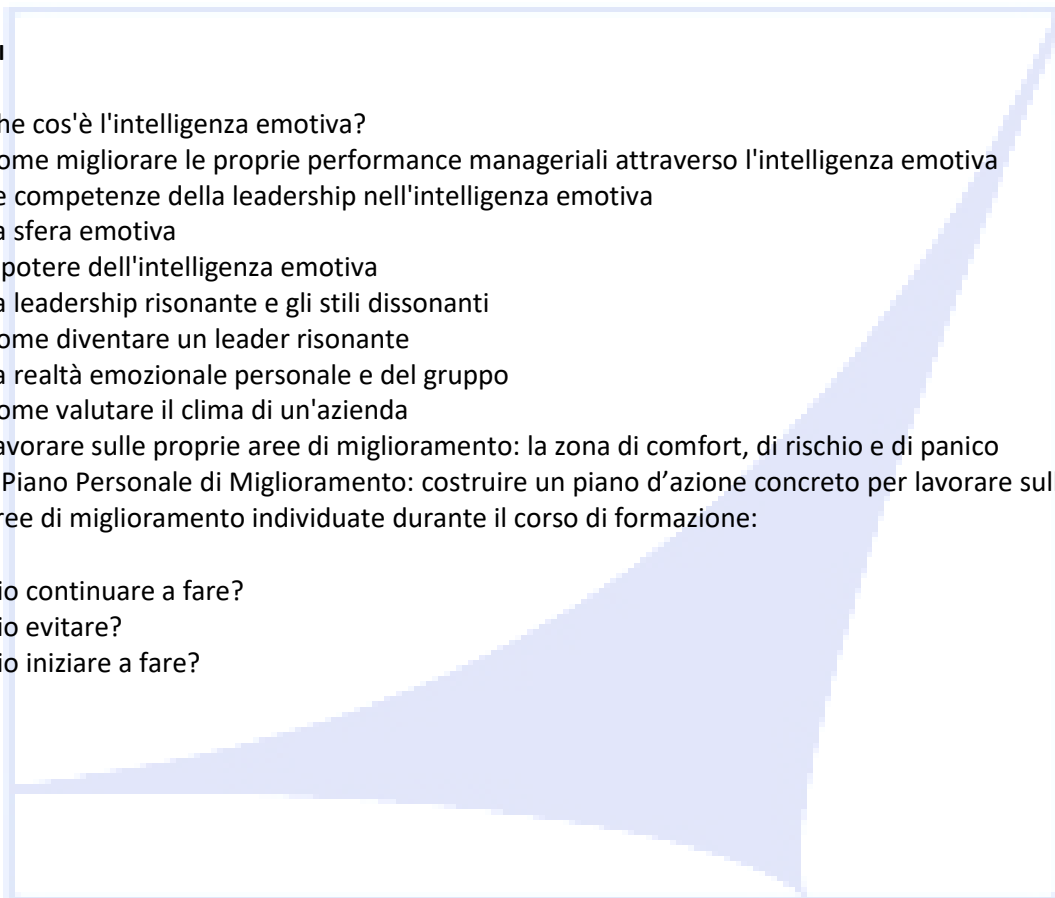 he cos'è l'intelligenza emotiva?
ome migliorare le proprie performance manageriali attraverso l'intelligenza emotiva
e competenze della leadership nell'intelligenza emotiva
a sfera emotiva
potere dell'intelligenza emotiva
a leadership risonante e gli stili dissonanti
ome diventare un leader risonante
a realtà emozionale personale e del gruppo
ome valutare il clima di un'azienda
avorare sulle proprie aree di miglioramento: la zona di comfort, di rischio e di panico
Piano Personale di Miglioramento: costruire un piano d’azione concreto per lavorare sul
ree di miglioramento individuate durante il corso di formazione:
io continuare a fare?
io evitare?
io iniziare a fare?